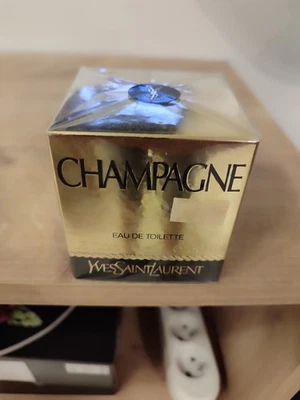 CHAMPAGNE
EAU DE TOILETTE
YVESSAINTLAURENT